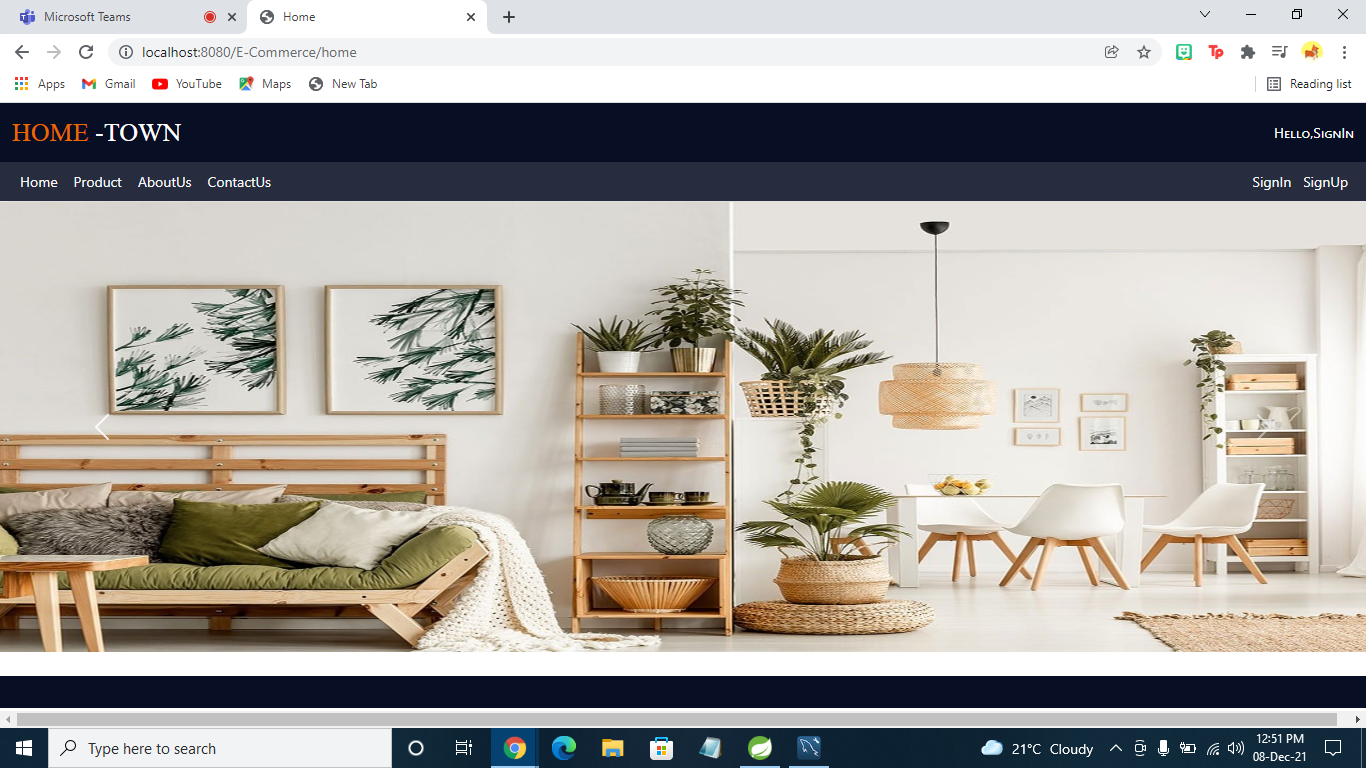 Microsoft Teams
Home
localhost:8080/E-Commerce/home
Apps
Gmail
YouTube
Maps
New Tab
Reading list
HOME -TOWN
Hello,SignIn
Home
Product
AboutUs
ContactUs
SignIn
SignUp
Type here to search
21°C Cloudy
12:51 PM
08-Dec-21